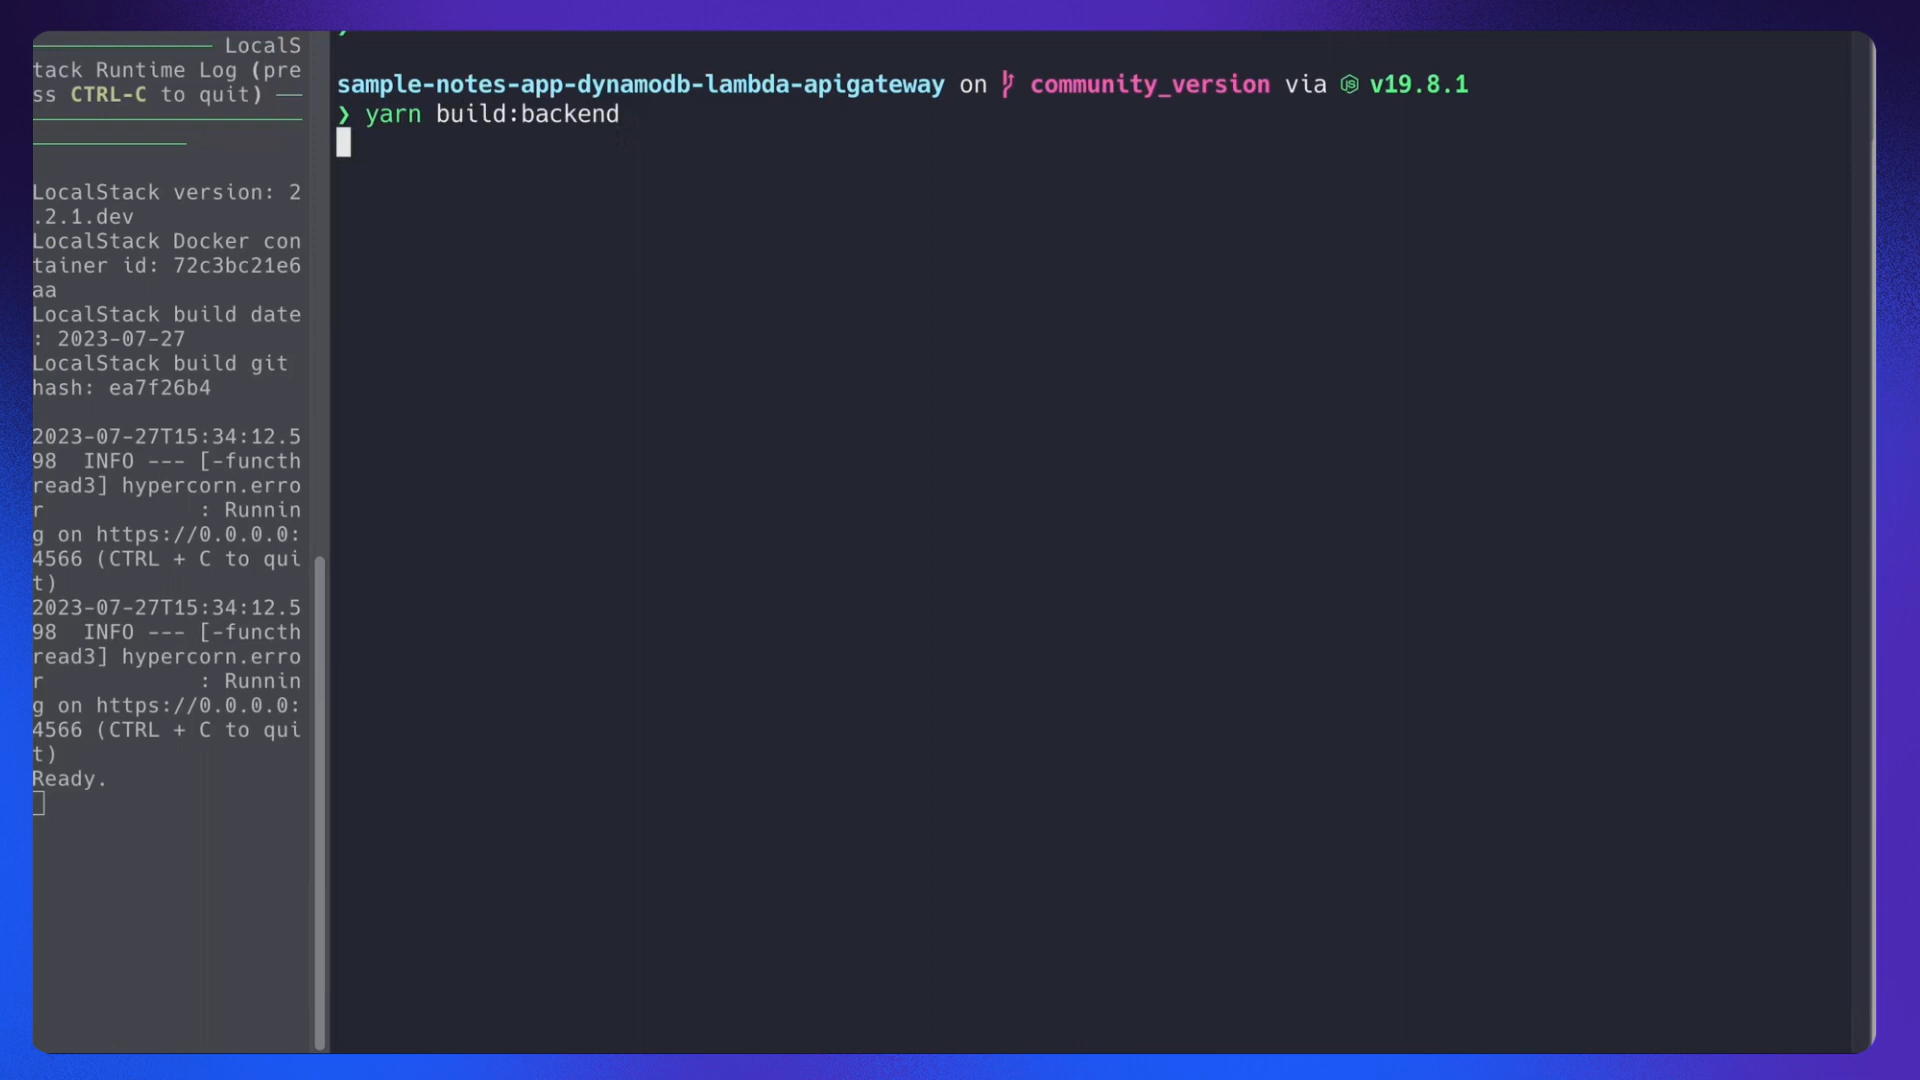 LocalS
tack Runtime Log (pre
ss CTRL-C to quit)
LocalStack version: 2
.2.1.dev
LocalStack Docker con
tainer id: 72c3bc21e6
aa
LocalStack build date
: 2023-07-27
LocalStack build git
hash: ea7f26b4
2023-07-27T15:34:12.5
98  INFO --- [-functh
read3] hypercorn.erro
r            : Runnin
g on https://0.0.0.0:
4566 (CTRL + C to qui
t)
2023-07-27T15:34:12.5
98  INFO --- [-functh
read3] hypercorn.erro
r            : Runnin
g on https://0.0.0.0:
4566 (CTRL + C to qui
t)
Ready.
sample-notes-app-dynamodb-lambda-apigateway on community_version via v19.8.1
❯ yarn build:backend